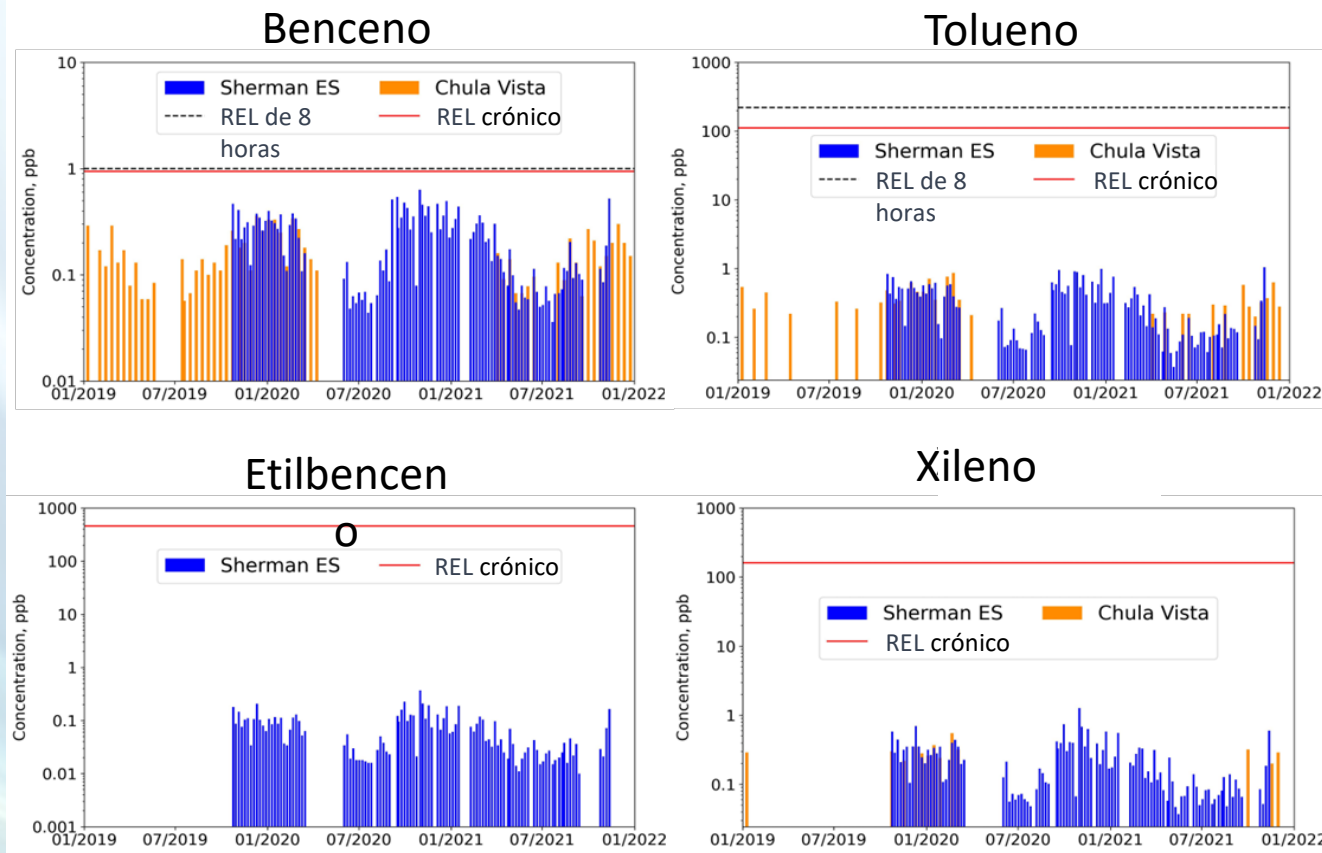 Benceno
10
1
0.1
0.01
Concentration, ppb
Sherman ES
Chula Vista
REL de 8
horas
REL crónico
01/2019 07/2019 01/2020 07/2020 01/2021 07/2021 01/2022
Tolueno
1000
100
10
1
0.1
Concentration, ppb
Sherman ES
Chula Vista
REL de 8
horas
REL crónico
01/2019 07/2019 01/2020 07/2020 01/2021 07/2021 01/2022
Etilbencen
o
1000
100
10
1
0.1
0.01
0.001
Concentration, ppb
Sherman ES
REL crónico
01/2019 07/2019 01/2020 07/2020 01/2021 07/2021 01/2022
Xileno
1000
100
10
1
0.1
Concentration, ppb
Sherman ES
Chula Vista
REL crónico
01/2019 07/2019 01/2020 07/2020 01/2021 07/2021 01/2022